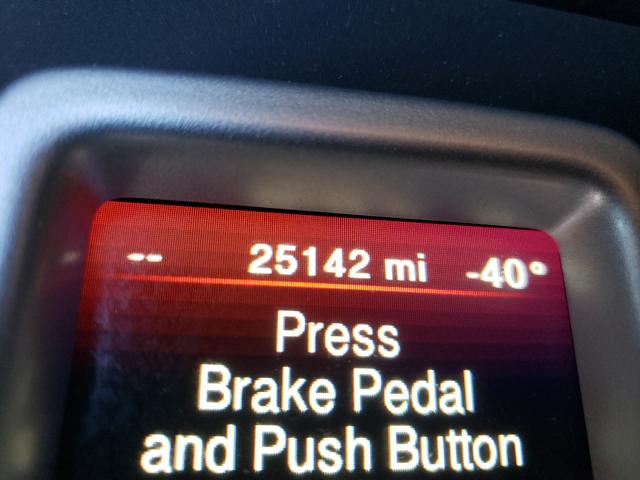 -- 25142 mi -40°
Press
Brake Pedal
and Push Button